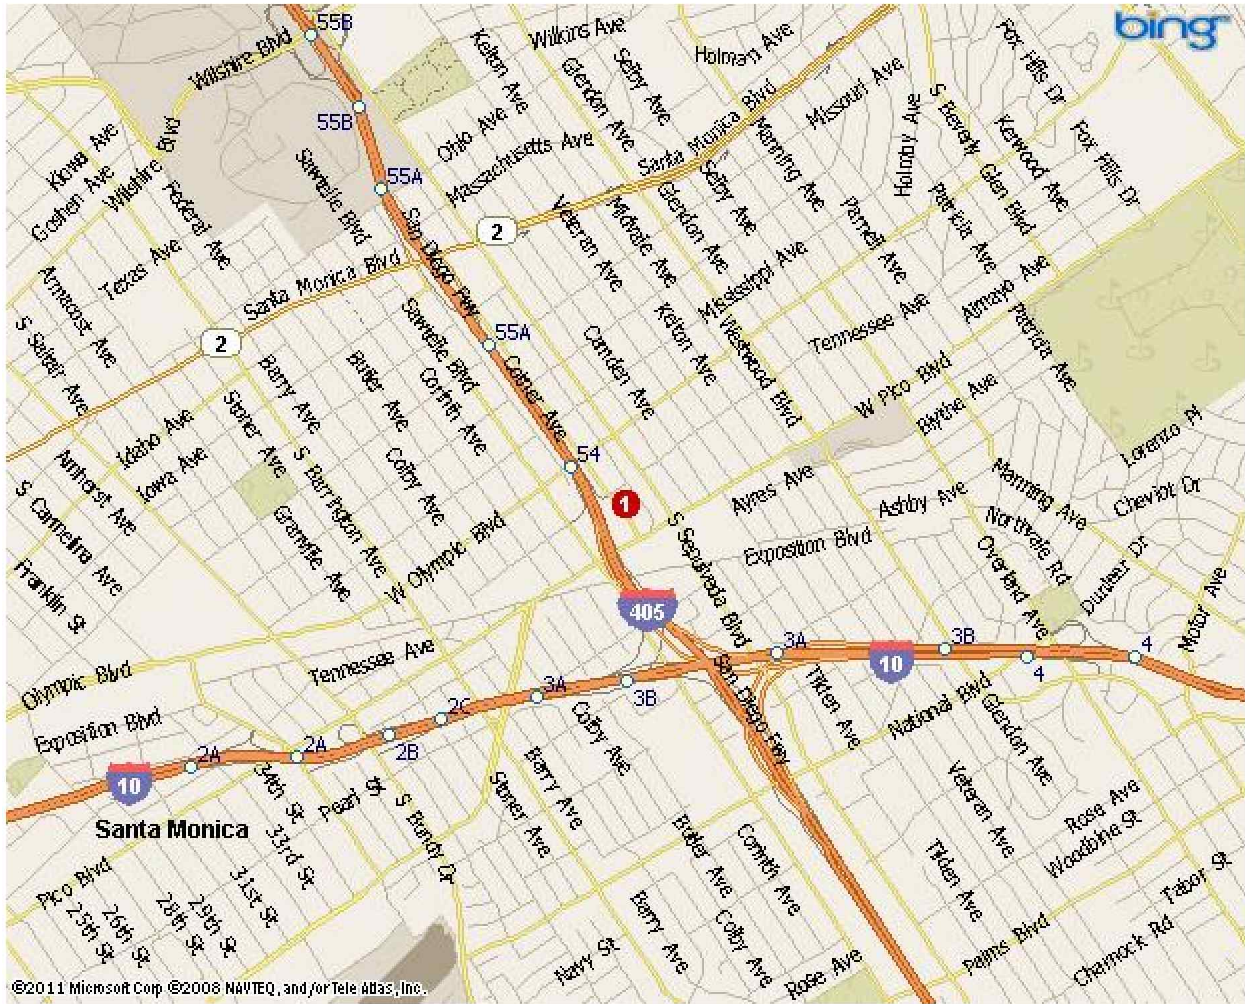 55B
bing
Wilshire Blvd
Kelton Ave
Wilkins Ave
Glendon Ave
Selby Ave
Holman Ave
Fox Hills Dr
55B
Ohio Ave
Massachusetts Ave
Santa Monica Blvd
Manning Ave
Missouri Ave
Holmby Ave
S Beverly Glen Blvd
Kerwood Ave
Fox Hills Dr
Kiowa Ave
Goshen Ave
Wilshire Blvd
Federal Ave
Sawtelle Blvd
55A
San Diego Fwy
2
Veteran Ave
Midvale Ave
Glendon Ave
Selby Ave
Parnell Ave
Patricia Ave
Texas Ave
Santa Monica Blvd
Armacost Ave
S Saltair Ave
2
Sawtelle Blvd
55A
Mississippi Ave
Kelton Ave
Westwood Blvd
Tennessee Ave
Almayo Ave
Patricia Ave
Barry Ave
Butler Ave
Corinth Ave
Cotner Ave
Camden Ave
W Pico Blvd
Blythe Ave
Lorenzo Pl
Idaho Ave
Iowa Ave
Stoner Ave
S Barrington Ave
Colby Ave
54
1
Ayres Ave
Ashby Ave
Manning Ave
Cheviot Dr
Amherst Ave
S Carmelina Ave
Franklin St
Granville Ave
W Olympic Blvd
S Sepulveda Blvd
Exposition Blvd
Northvale Rd
Overland Ave
Dunleer Dr
Motor Ave
405
Olympic Blvd
Tennessee Ave
3A
10
3B
4
4
Exposition Blvd
2A
2A
2B
2C
3A
3B
San Diego Fwy
Tilden Ave
National Blvd
Glendon Ave
10
Santa Monica
34th St
Pearl St
S Bundy Dr
Stoner Ave
Barry Ave
Colby Ave
Veteran Ave
Rose Ave
Woodbine St
Pico Blvd
33rd St
31st St
29th St
28th St
26th St
25th St
Butler Ave
Corinth Ave
Tilden Ave
Tabor St
Barry Ave
Colby Ave
Navy St
Rose Ave
Palms Blvd
Charnock Rd
©2011 Microsoft Corp ©2008 NAVTEQ, and/or Tele Atlas, Inc.